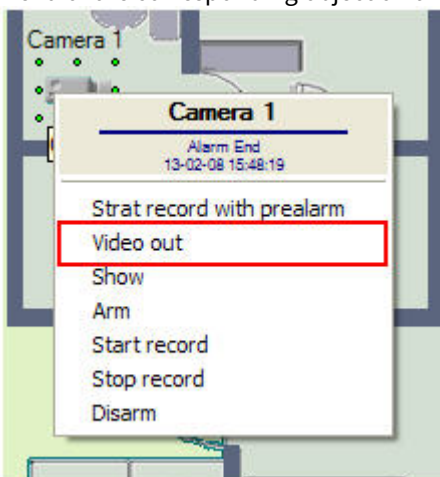 Camera 1
Camera 1
Alarm End
13-02-08 15:48:19
Strat record with prealarm
Video out
Show
Arm
Start record
Stop record
Disarm